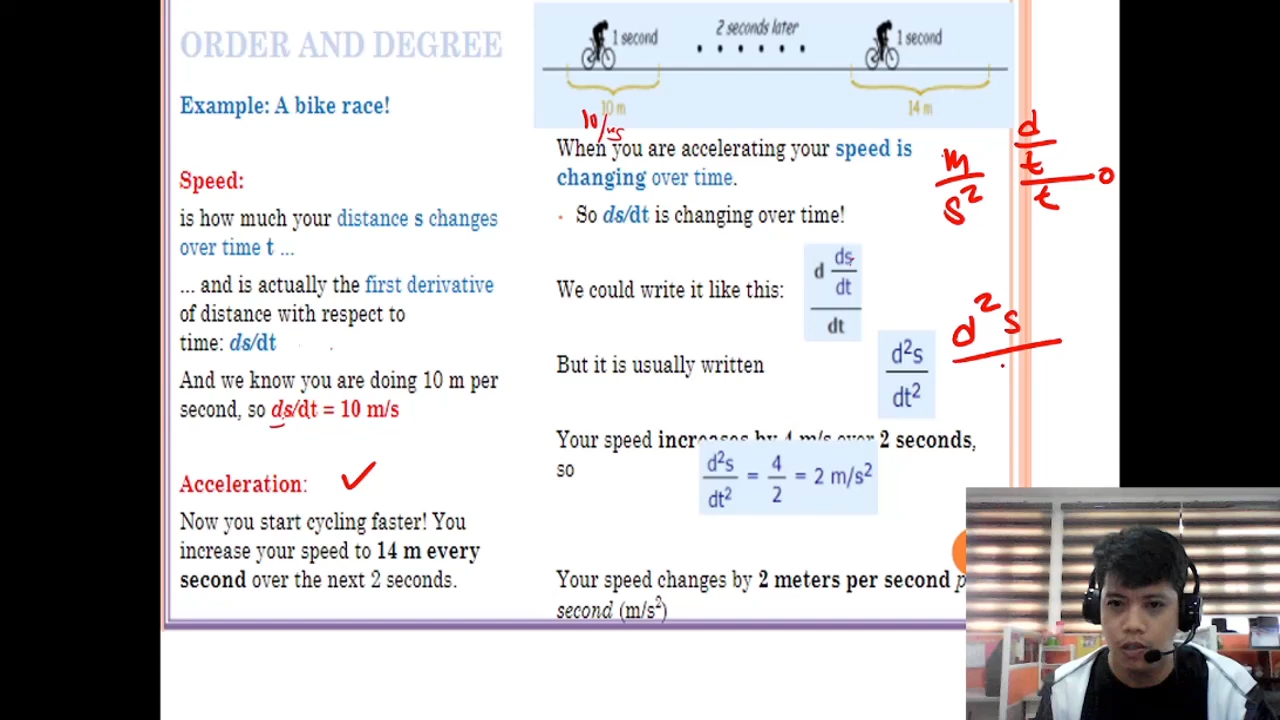 ORDER AND DEGREE
Example: A bike race!
Speed:
is how much your distance s changes
over time t ...
... and is actually the first derivative
of distance with respect to
time: ds/dt
And we know you are doing 10 m per
second, so ds/dt = 10 m/s
Acceleration:
Now you start cycling faster! You
increase your speed to 14 m every
second over the next 2 seconds.
1 second
2 seconds later
1 second
10 m
14 m
When you are accelerating your speed is
changing over time.
· So ds/dt is changing over time!
We could write it like this:
d ds
dt
dt
But it is usually written
d²s
dt²
Your speed increases by 4 m/s over 2 seconds,
so
d²s
dt²
= 4
2
= 2 m/s²
Your speed changes by 2 meters per second p
second (m/s²)
m
s²
d
t
t
d²s